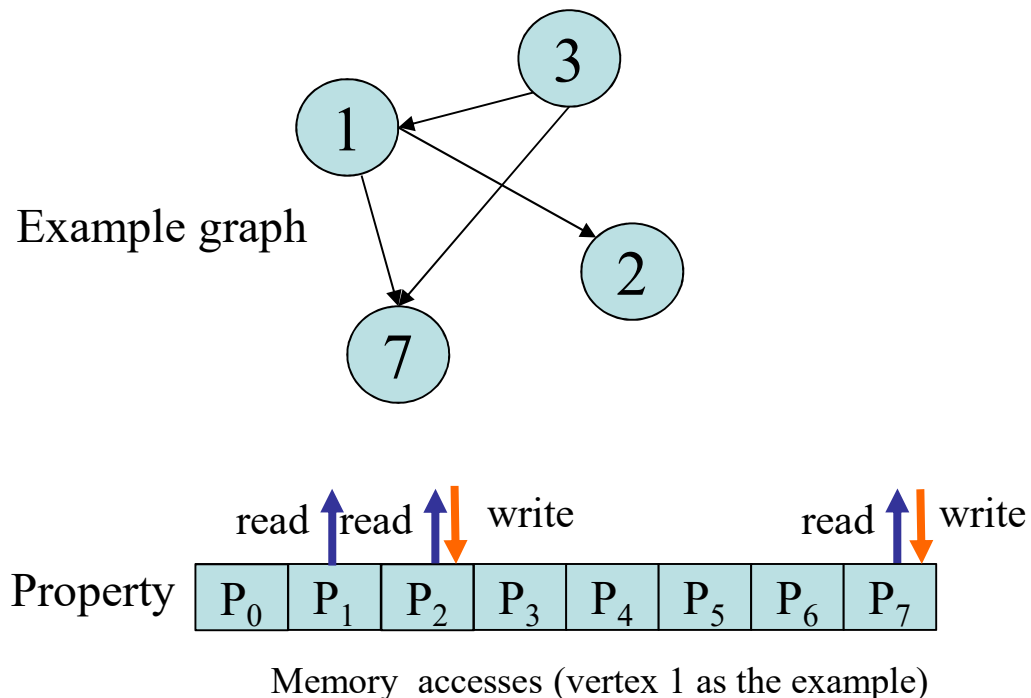 3
1
Example graph
2
7
read read write read write
Property P₀ P₁ P₂ P₃ P₄ P₅ P₆ P₇
Memory accesses (vertex 1 as the example)